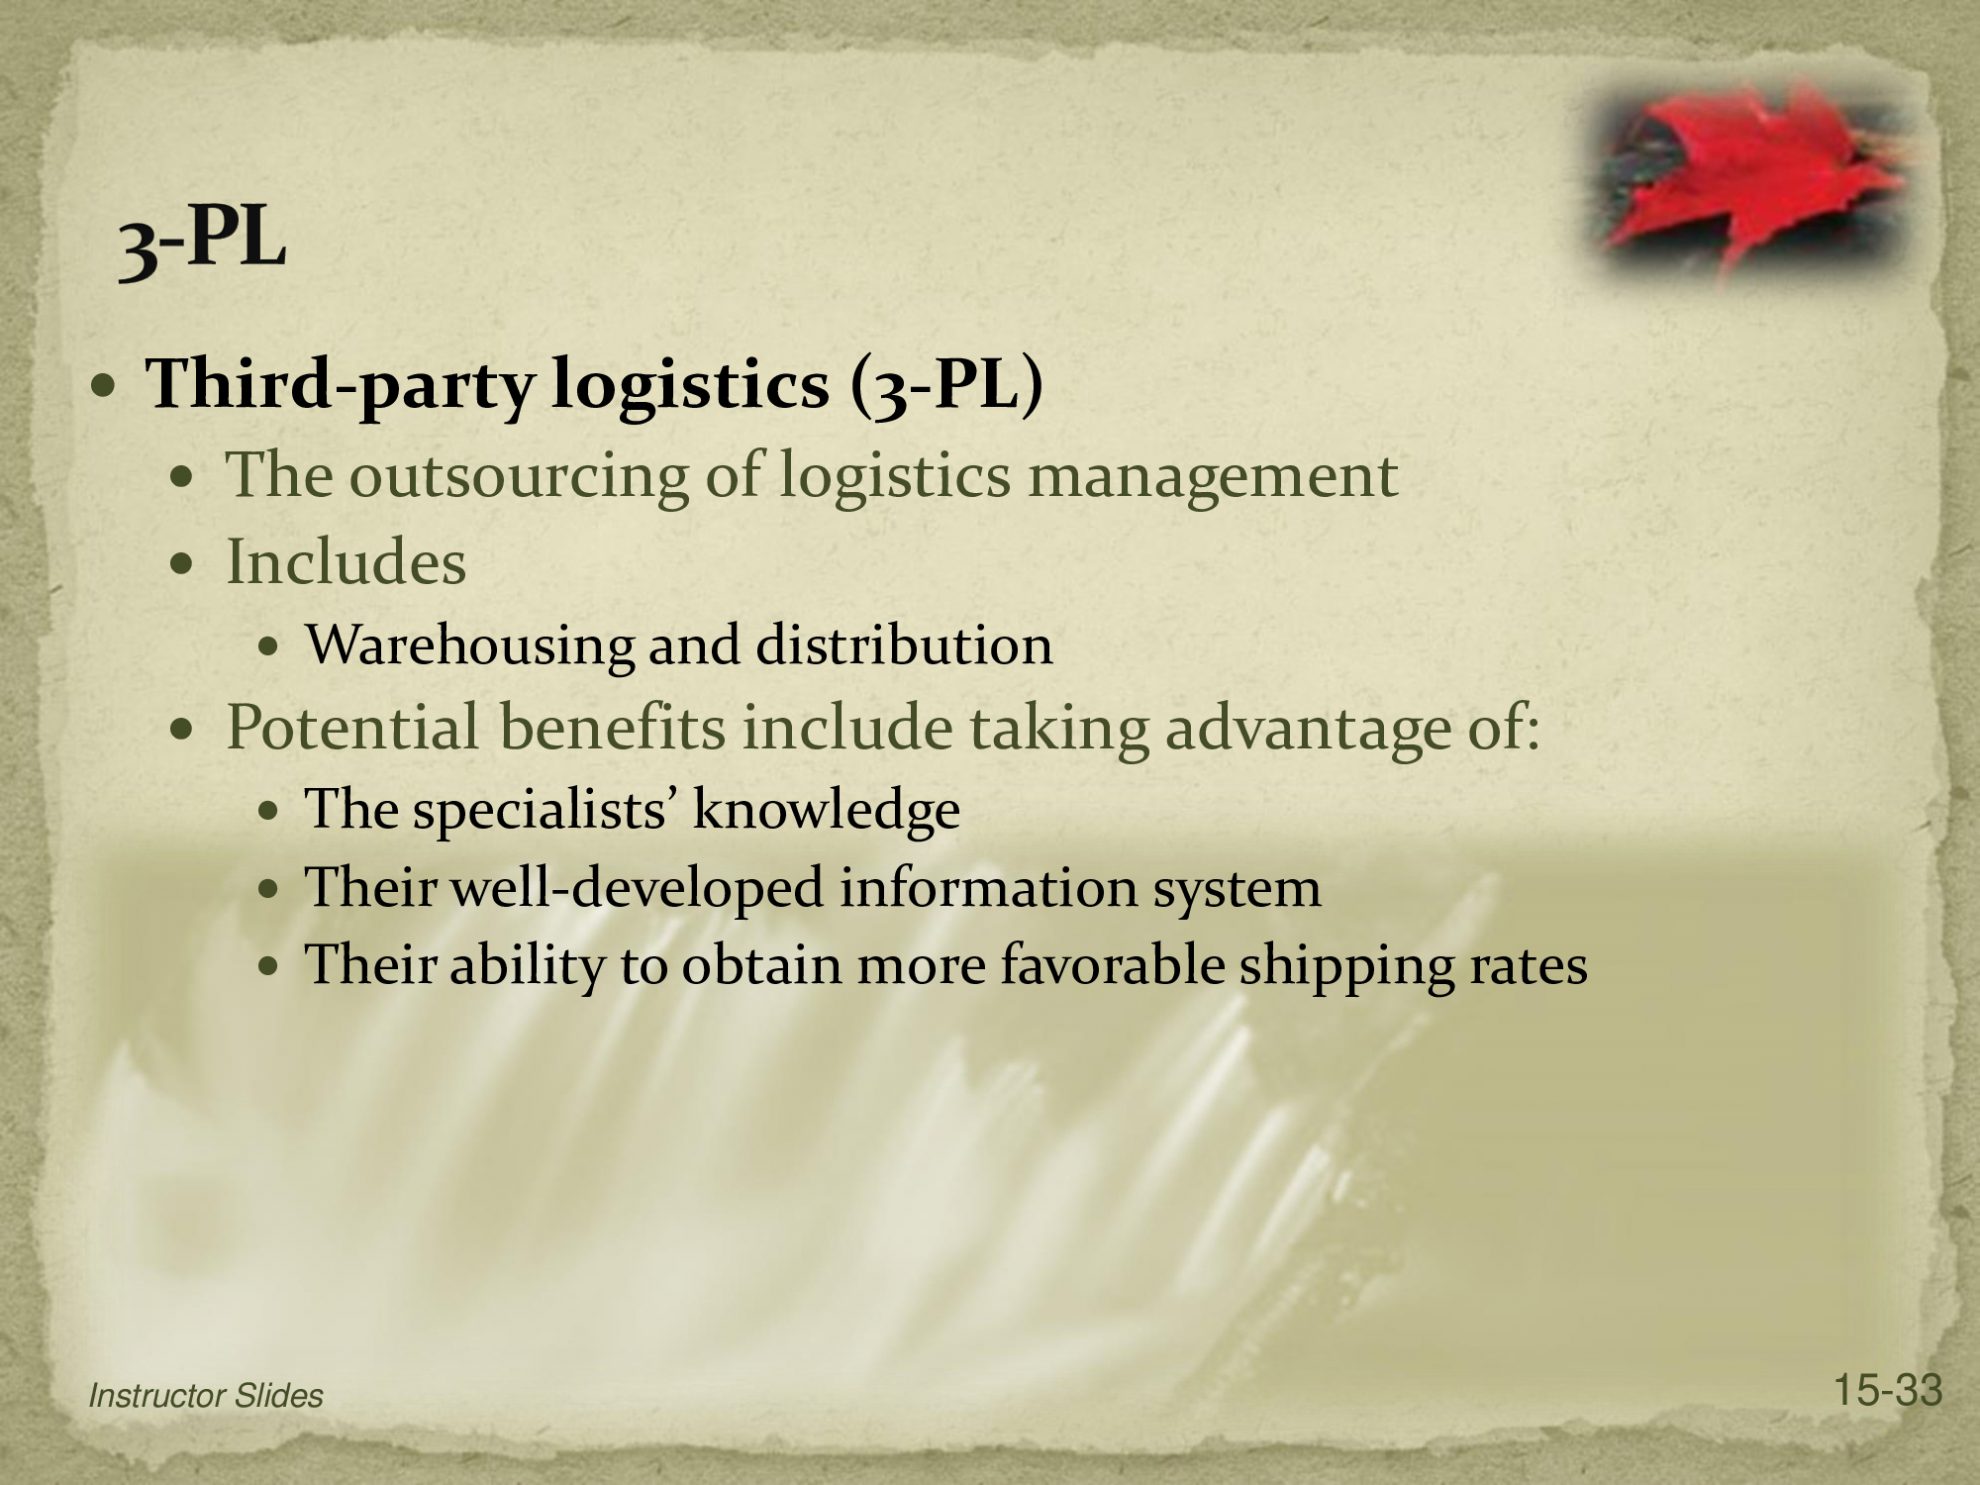 3-PL
• Third-party logistics (3-PL)
• The outsourcing of logistics management
• Includes
• Warehousing and distribution
• Potential benefits include taking advantage of:
• The specialists’ knowledge
• Their well-developed information system
• Their ability to obtain more favorable shipping rates
Instructor Slides
15-33